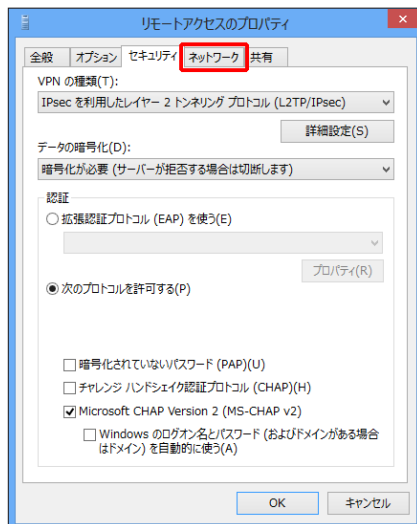 リモートアクセスのプロパティ
全般 オプション セキュリティ ネットワーク 共有
VPN の種類(T):
IPsec を利用したレイヤー 2 トンネリング プロトコル (L2TP/IPsec)
詳細設定(S)
データの暗号化(D):
暗号化が必要 (サーバーが拒否する場合は切断します)
認証
拡張認証プロトコル (EAP) を使う(E)
プロパティ(R)
次のプロトコルを許可する(P)
暗号化されていないパスワード (PAP)(U)
チャレンジ ハンドシェイク認証プロトコル (CHAP)(H)
Microsoft CHAP Version 2 (MS-CHAP v2)
Windows のログオン名とパスワード (およびドメインがある場合
はドメイン) を自動的に使う(A)
OK キャンセル